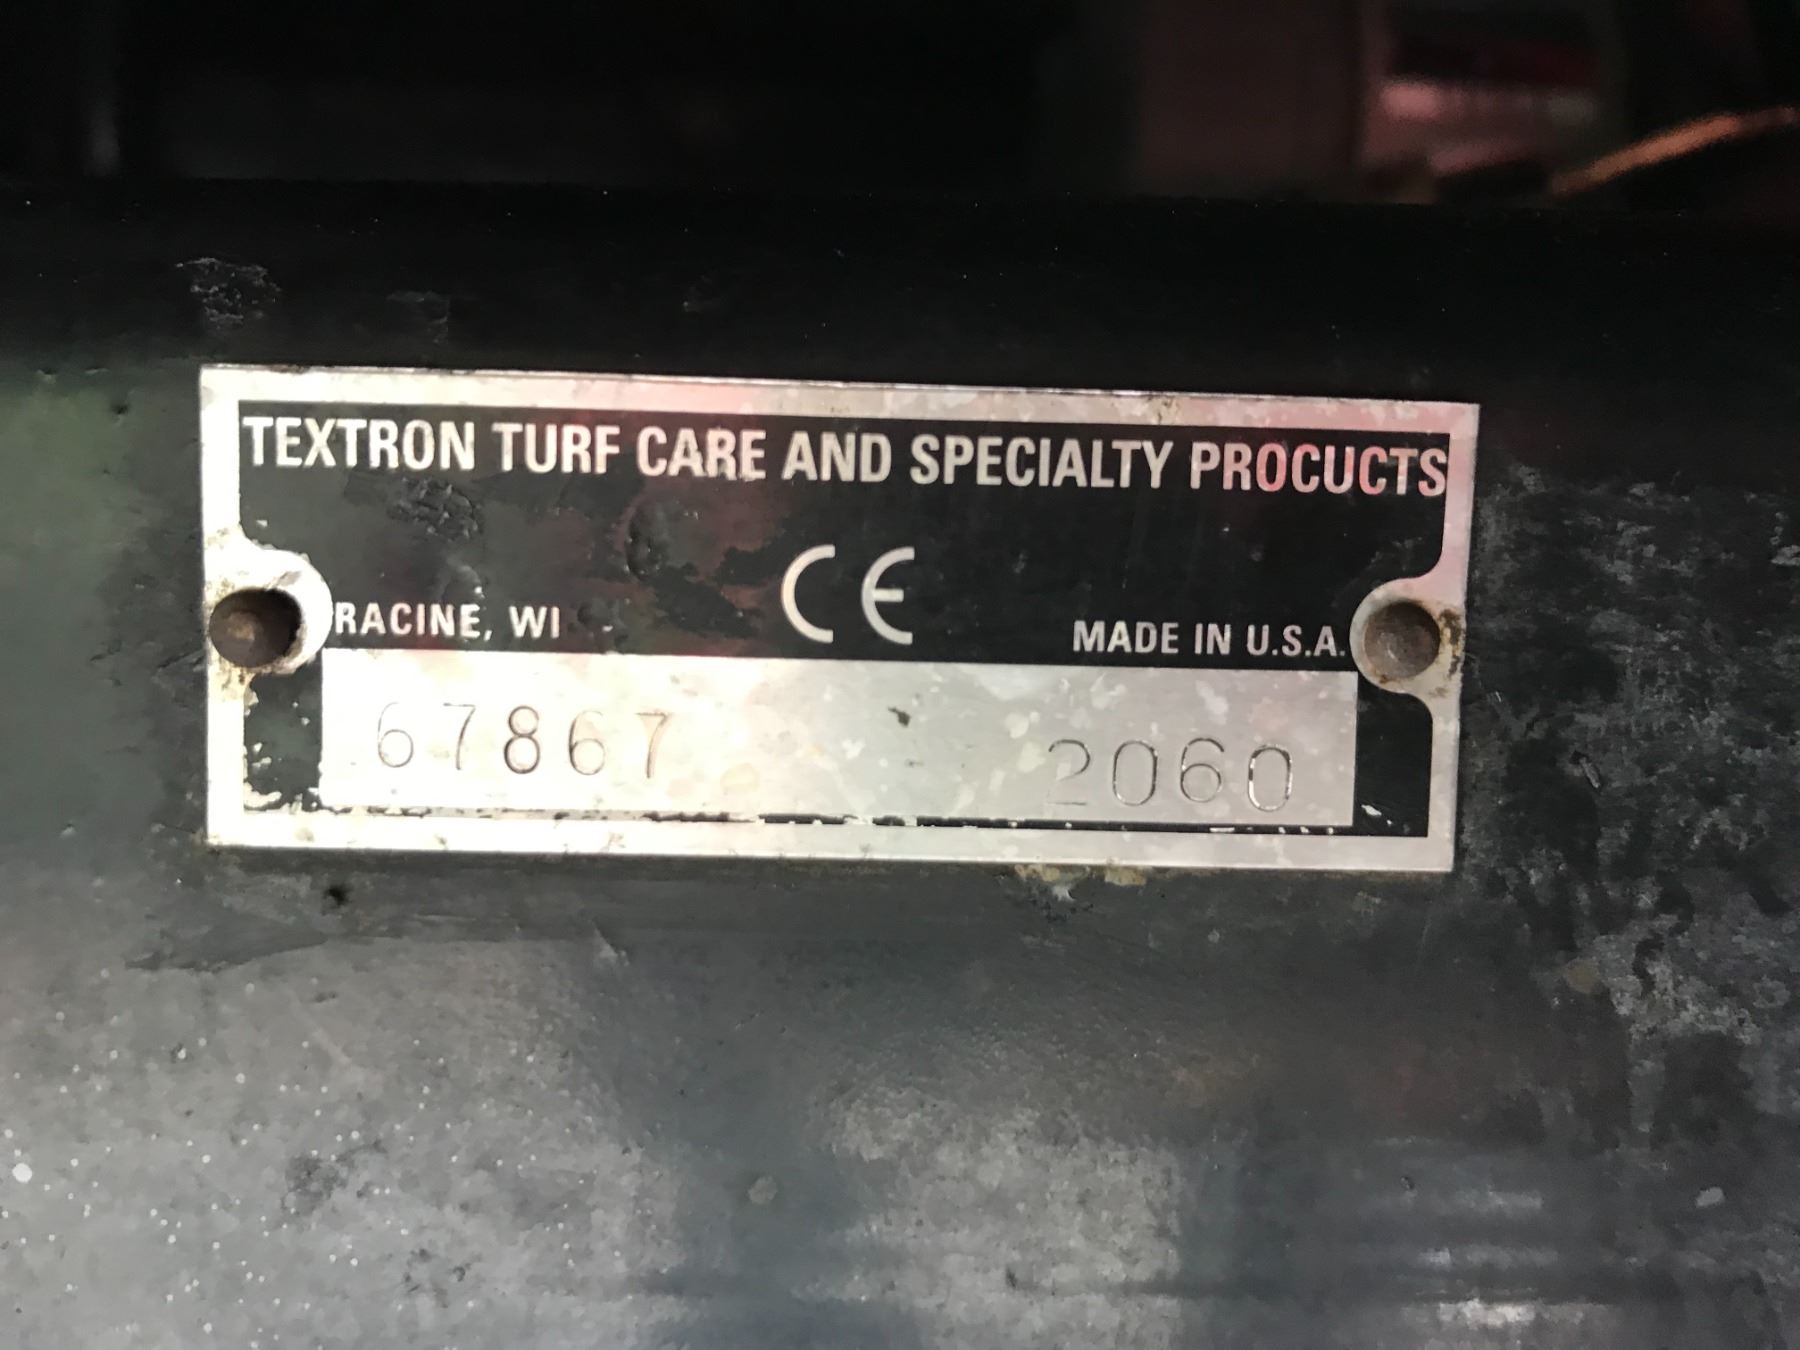 TEXTRON TURF CARE AND SPECIALTY PROCUCTS
CE
RACINE, WI MADE IN U.S.A.
67867 2060